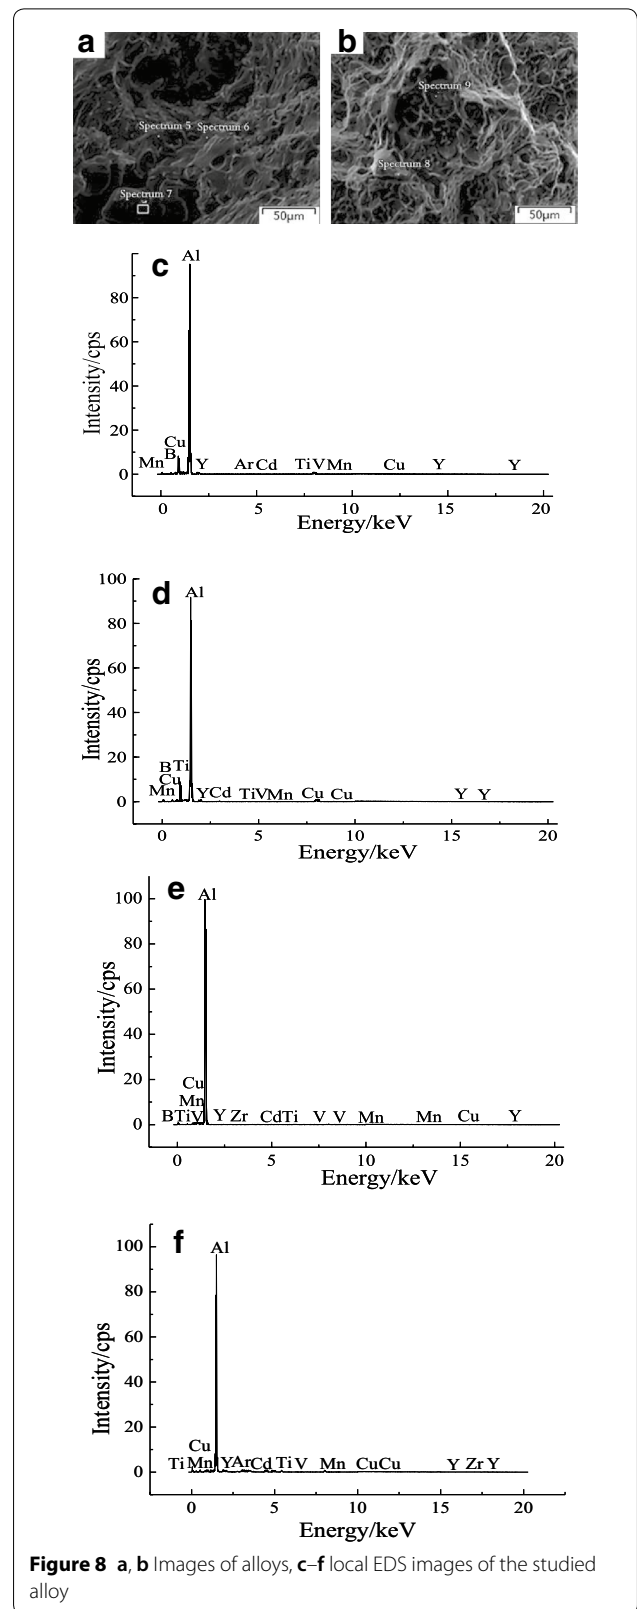 a
b
Spectrum 5 Spectrum 6
Spectrum 7
50μm
Spectrum 9
Spectrum 8
50μm
c
Al
80
60
40
20
0
Intensity/cps
Cu
B
Mn Y Ar Cd Ti V Mn Cu Y Y
0 5 10 15 20
Energy/keV
d
Al
100
80
60
40
20
0
Intensity/cps
B Ti
Cu
Mn Y Cd Ti V Mn Cu Cu Y Y
0 5 10 15 20
Energy/keV
e
Al
100
80
60
40
20
0
Intensity/cps
Cu
Mn
B Ti V Y Zr Cd Ti V V Mn Mn Cu Y
0 5 10 15 20
Energy/keV
f
Al
100
80
60
40
20
0
Intensity/cps
Cu
Ti Mn Y Ar Cd Ti V Mn Cu Cu Y Zr Y
0 5 10 15 20
Energy/keV
Figure 8 a, b Images of alloys, c–f local EDS images of the studied
alloy